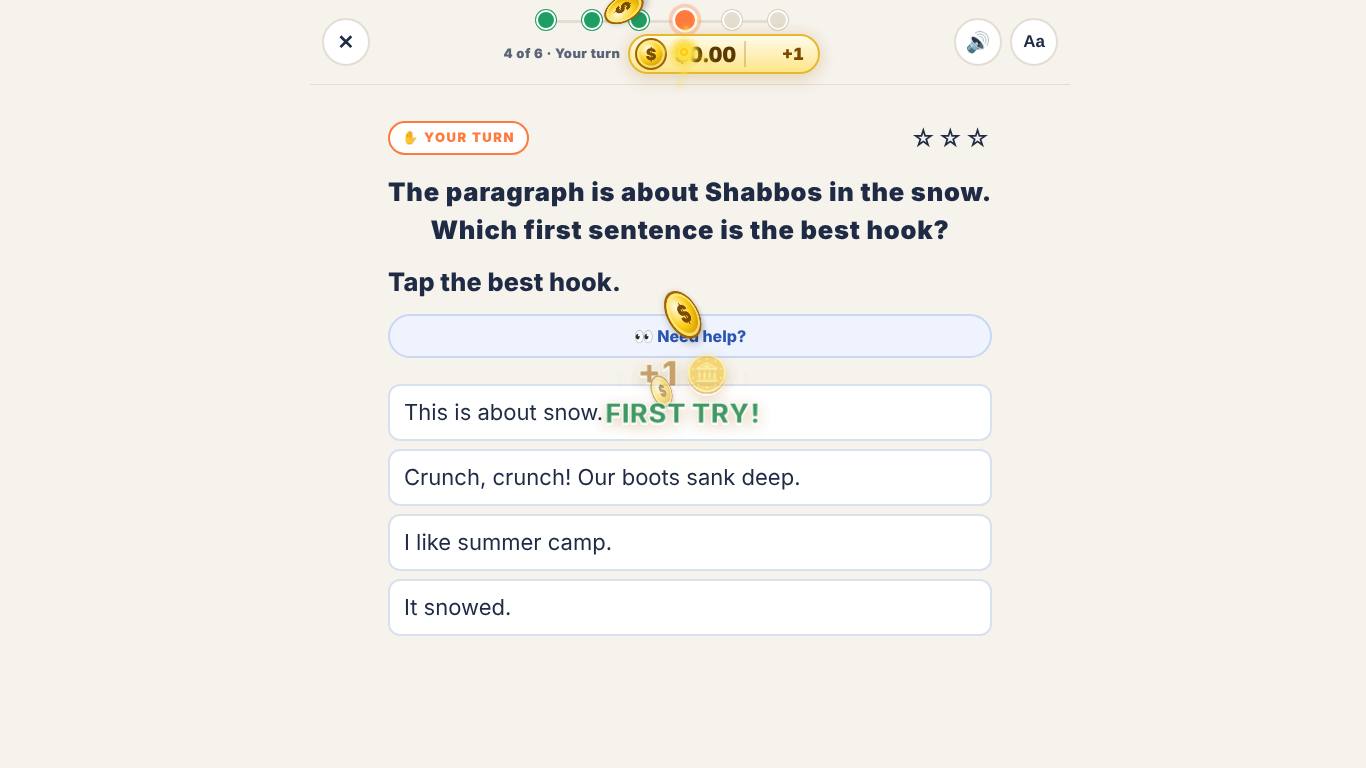 4 of 6 · Your turn
$0.00
+1
Aa
YOUR TURN
The paragraph is about Shabbos in the snow.
Which first sentence is the best hook?
Tap the best hook.
Need help?
+1
FIRST TRY!
This is about snow.
Crunch, crunch! Our boots sank deep.
I like summer camp.
It snowed.